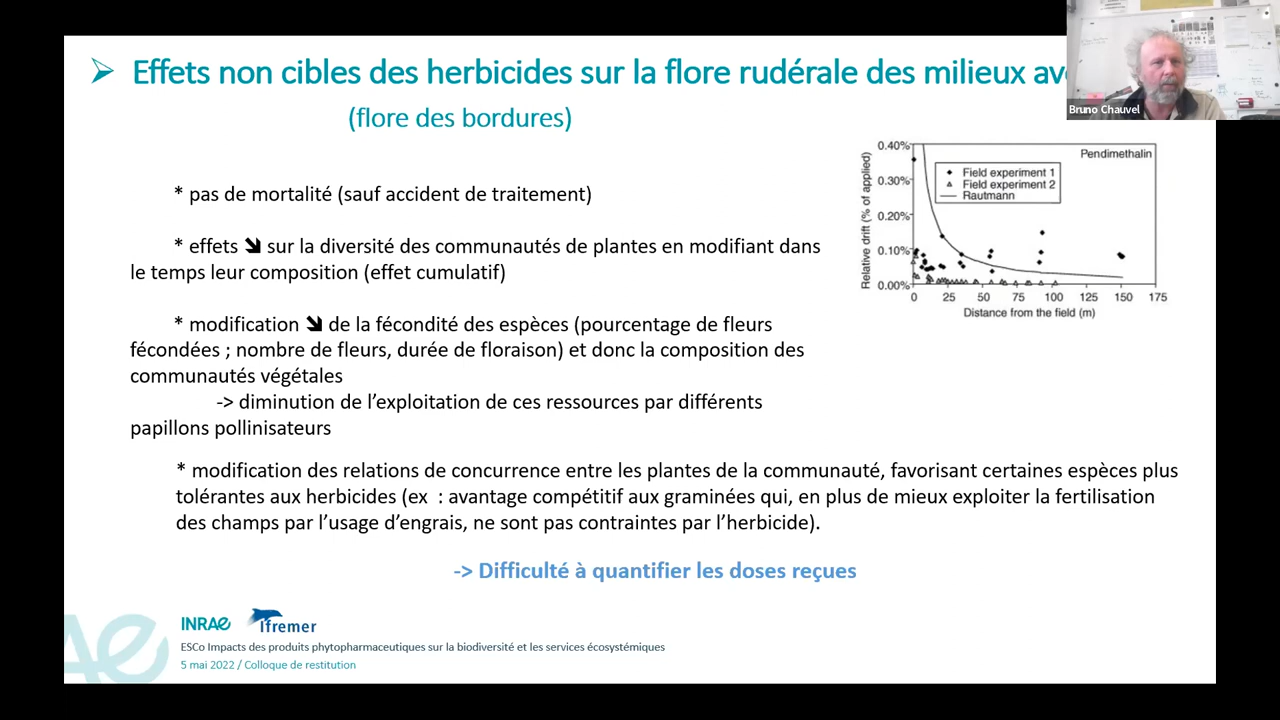 Effets non cibles des herbicides sur la flore rudérale des milieux
(flore des bordures)
Bruno Chauvel
* pas de mortalité (sauf accident de traitement)
* effets ➘ sur la diversité des communautés de plantes en modifiant dans
le temps leur composition (effet cumulatif)
* modification ➘ de la fécondité des espèces (pourcentage de fleurs
fécondées ; nombre de fleurs, durée de floraison) et donc la composition des
communautés végétales
-> diminution de l’exploitation de ces ressources par différents
papillons pollinisateurs
Pendimethalin
Field experiment 1
Field experiment 2
Rautmann
Relative drift (% of applied)
0.40%
0.30%
0.20%
0.10%
0.00%
0 25 50 75 100 125 150 175
Distance from the field (m)
* modification des relations de concurrence entre les plantes de la communauté, favorisant certaines espèces plus
tolérantes aux herbicides (ex : avantage compétitif aux graminées qui, en plus de mieux exploiter la fertilisation
des champs par l’usage d’engrais, ne sont pas contraintes par l’herbicide).
-> Difficulté à quantifier les doses reçues
INRAE
Ifremer
ESCo Impacts des produits phytopharmaceutiques sur la biodiversité et les services écosystémiques
5 mai 2022 / Colloque de restitution